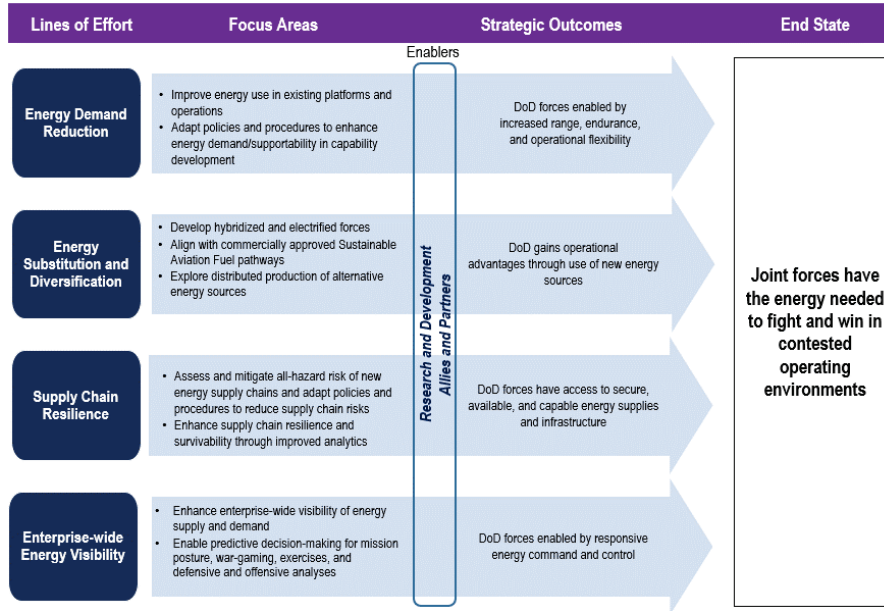 Lines of Effort
Focus Areas
Strategic Outcomes
End State
Enablers
Energy Demand
Reduction
• Improve energy use in existing platforms and
operations
• Adapt policies and procedures to enhance
energy demand/supportability in capability
development
DoD forces enabled by
increased range, endurance,
and operational flexibility
Energy
Substitution and
Diversification
• Develop hybridized and electrified forces
• Align with commercially approved Sustainable
Aviation Fuel pathways
• Explore distributed production of alternative
energy sources
DoD gains operational
advantages through use of new energy
sources
Supply Chain
Resilience
• Assess and mitigate all-hazard risk of new
energy supply chains and adapt policies and
procedures to reduce supply chain risks
• Enhance supply chain resilience and
survivability through improved analytics
DoD forces have access to secure,
available, and capable energy supplies
and infrastructure
Enterprise-wide
Energy Visibility
• Enhance enterprise-wide visibility of energy
supply and demand
• Enable predictive decision-making for mission
posture, war-gaming, exercises, and
defensive and offensive analyses
DoD forces enabled by responsive
energy command and control
Research and Development
Allies and Partners
Joint forces have
the energy needed
to fight and win in
contested
operating
environments